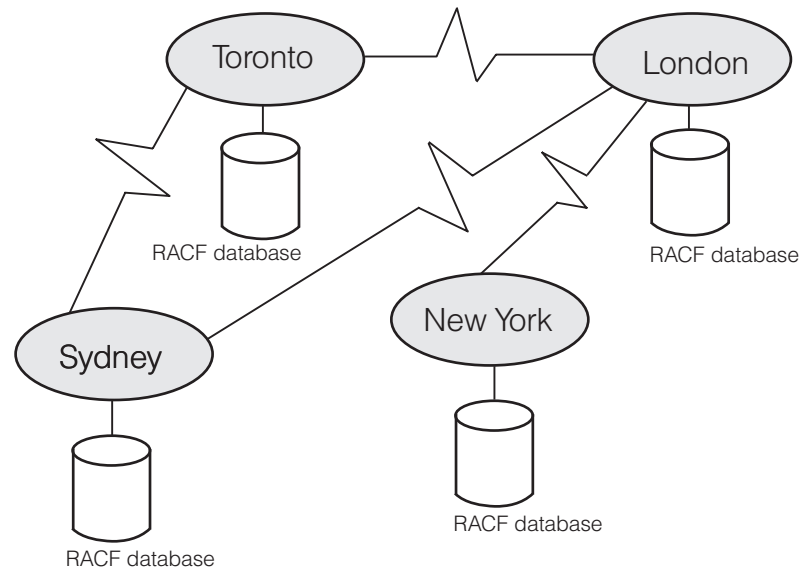 Toronto
London
RACF database
RACF database
New York
Sydney
RACF database
RACF database